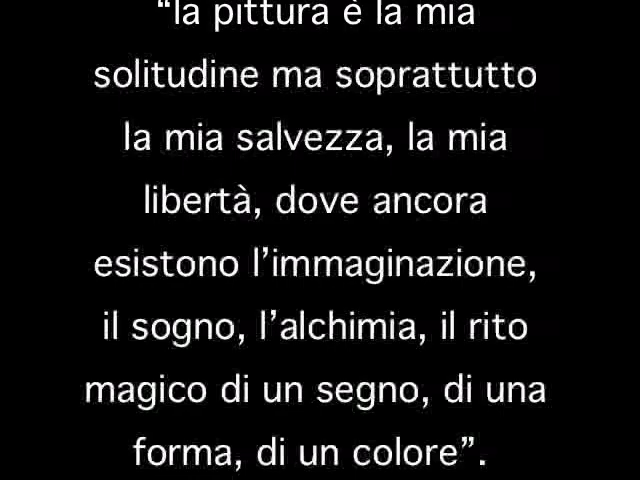 “la pittura è la mia
solitudine ma soprattutto
la mia salvezza, la mia
libertà, dove ancora
esistono l’immaginazione,
il sogno, l’alchimia, il rito
magico di un segno, di una
forma, di un colore”.